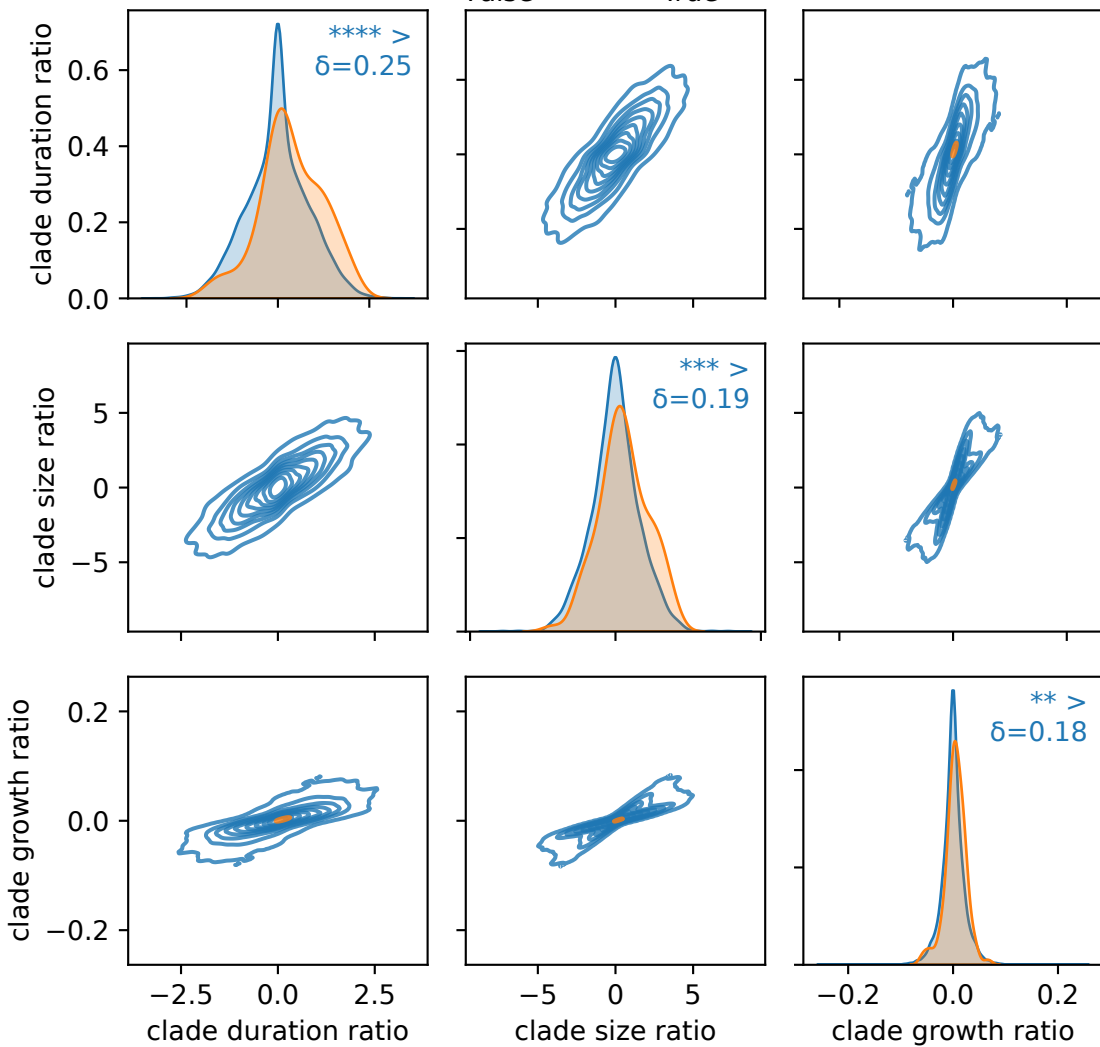 **** >
δ=0.25
clade duration ratio
0.6
0.4
0.2
0.0
*** >
δ=0.19
clade size ratio
5
0
−5
** >
δ=0.18
clade growth ratio
0.2
0.0
−0.2
−2.5 0.0 2.5
−5 0 5
−0.2 0.0 0.2
clade duration ratio
clade size ratio
clade growth ratio